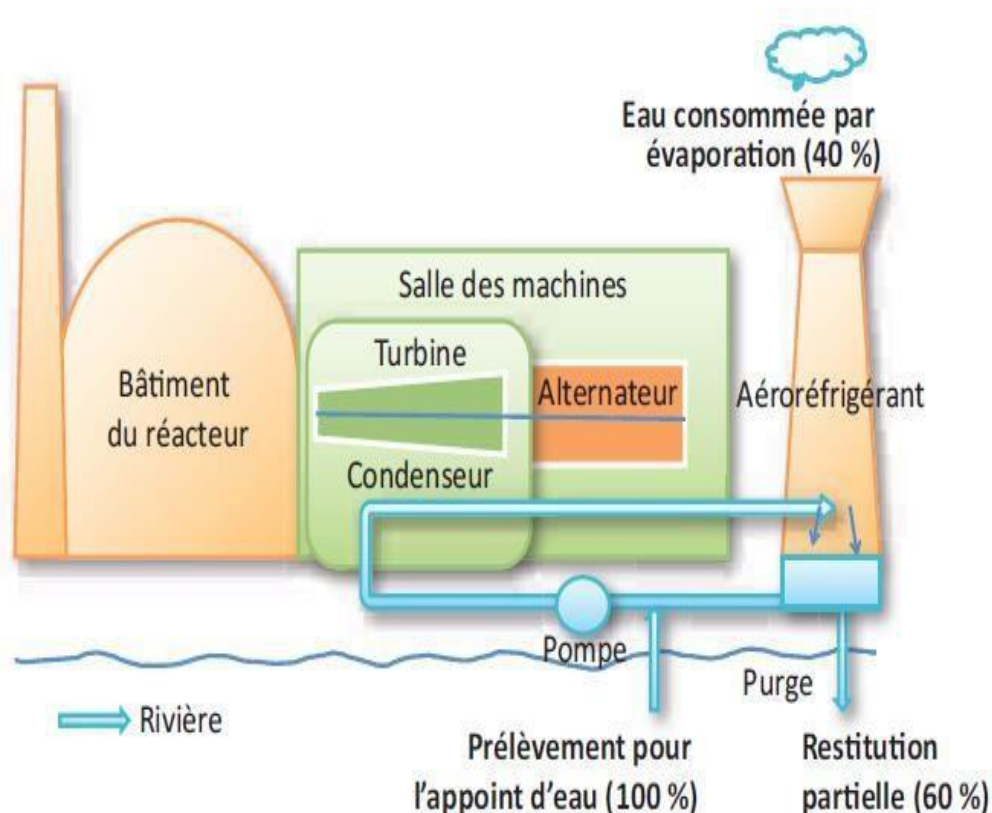 Eau consommée par
évaporation (40 %)
Salle des machines
Turbine
Alternateur
Aéroréfrigérant
Bâtiment
du réacteur
Condenseur
Pompe
Purge
Rivière
Prélèvement pour
l'appoint d'eau (100 %)
Restitution
partielle (60 %)